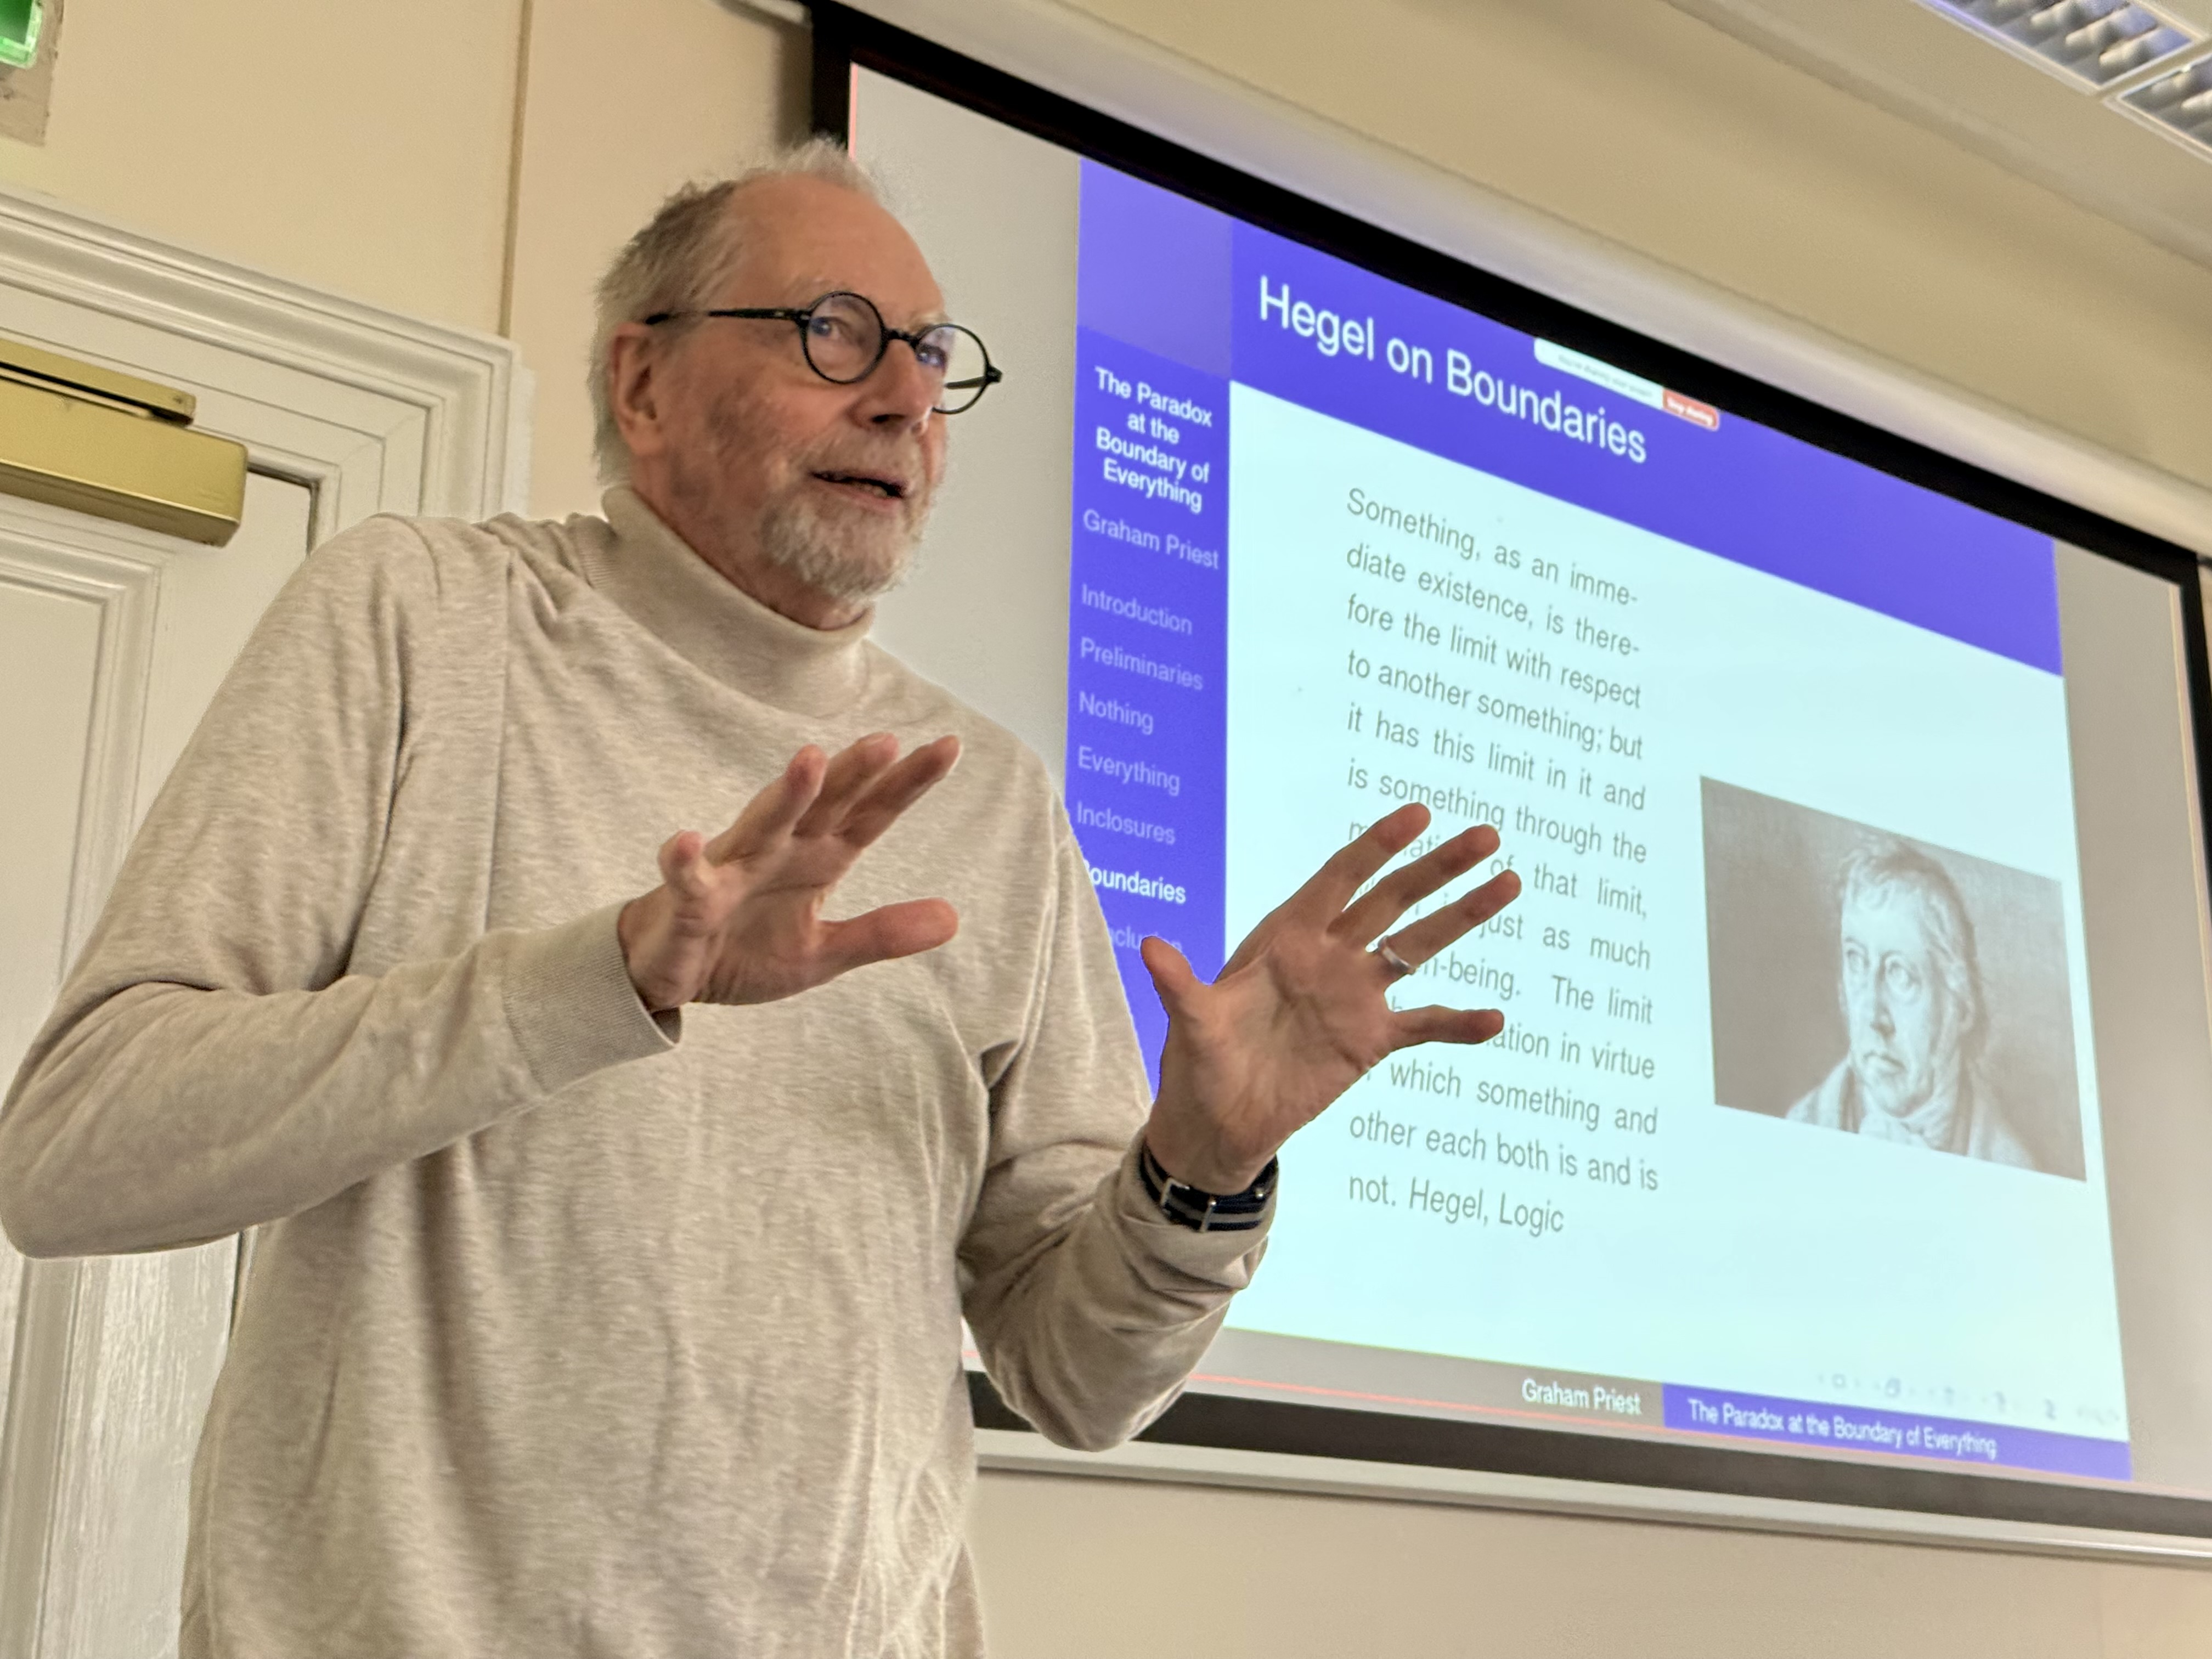 Hegel on Boundaries
The Paradox
at the
Boundary of
Everything
Graham Priest
Introduction
Preliminaries
Nothing
Everything
Inclosures
oundaries
Something, as an imme-
diate existence, is there-
fore the limit with respect
to another something; but
it has this limit in it and
is something through the
of that limit,
just as much
-being. The limit
ation in virtue
which something and
other each both is and is
not. Hegel, Logic
Graham Priest
The Paradox at the Boundary of Everything